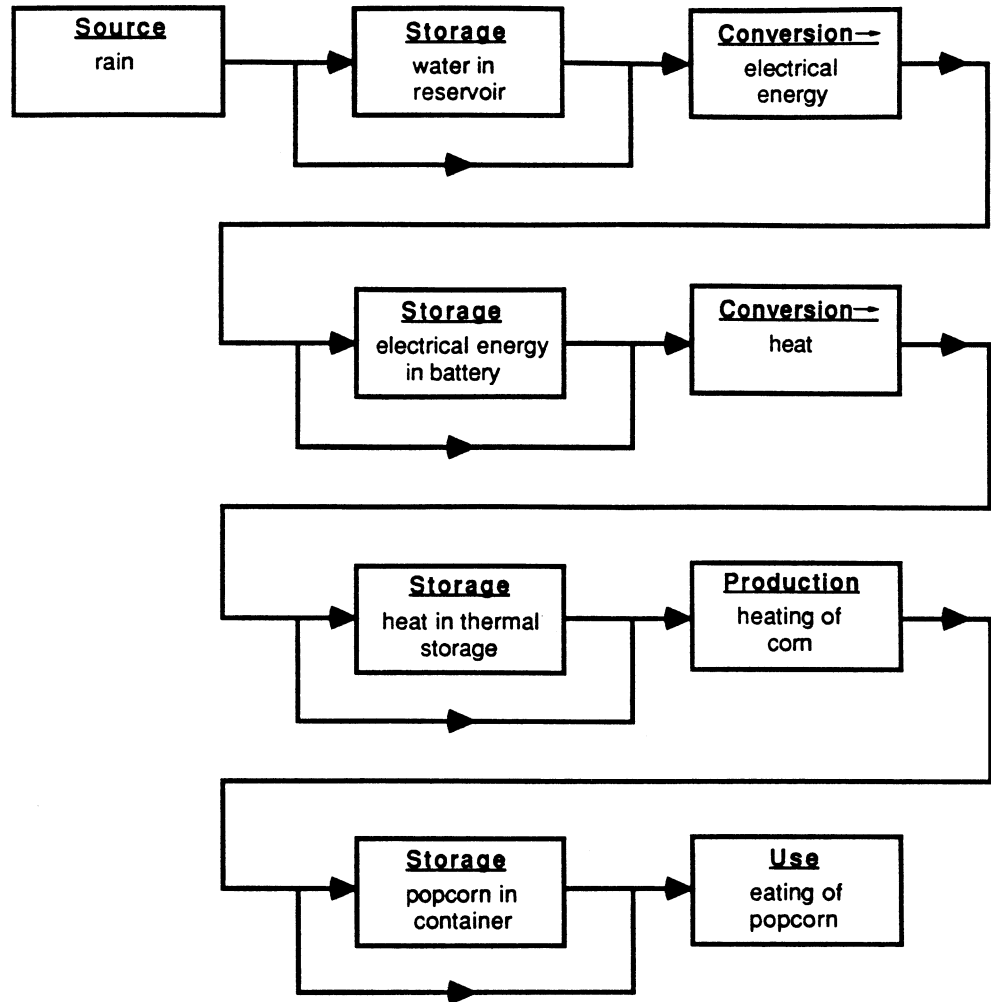 Source
rain
Storage
water in
reservoir
Conversion→
electrical
energy
Storage
electrical energy
in battery
Conversion→
heat
Storage
heat in thermal
storage
Production
heating of
corn
Storage
popcorn in
container
Use
eating of
popcorn